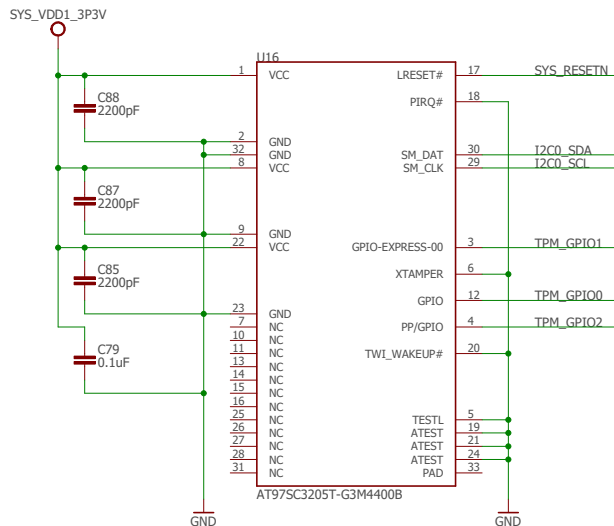 SYS_VDD1_3P3V
U16
1 VCC LRESET# 17 SYS_RESETN
C88
2200pF
PIRQ# 18
2 GND
32 GND SM_DAT 30 I2C0_SDA
8 VCC SM_CLK 29 I2C0_SCL
C87
2200pF
9 GND
22 VCC GPIO-EXPRESS-00 3 TPM_GPIO1
C85
2200pF
XTAMPER 6
GPIO 12 TPM_GPIO0
23 GND
7 NC PP/GPIO 4 TPM_GPIO2
10 NC
C79
0.1uF
11 NC TWI_WAKEUP# 20
13 NC
14 NC
15 NC
16 NC
25 NC TESTL 5
26 NC ATEST 19
27 NC ATEST 21
28 NC ATEST 24
31 NC PAD 33
AT97SC3205T-G3M4400B
GND
GND